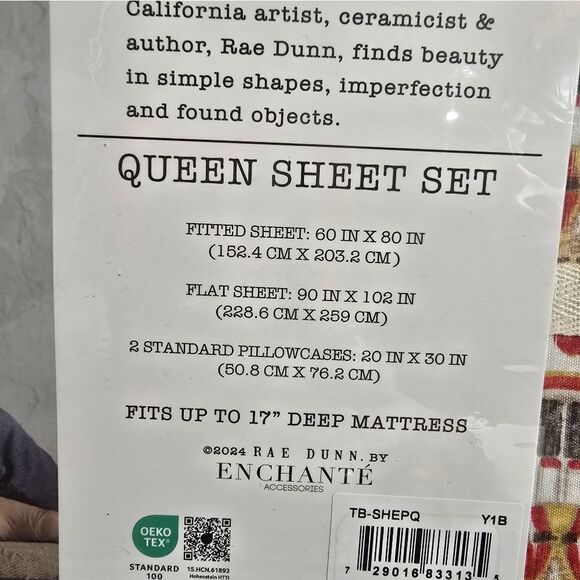 California artist, ceramicist &
author, Rae Dunn, finds beauty
in simple shapes, imperfection
and found objects.
QUEEN SHEET SET
FITTED SHEET: 60 IN X 80 IN
(152.4 CM X 203.2 CM)
FLAT SHEET: 90 IN X 102 IN
(228.6 CM X 259 CM)
2 STANDARD PILLOWCASES: 20 IN X 30 IN
(50.8 CM X 76.2 CM)
FITS UP TO 17" DEEP MATTRESS
©2024 RAE DUNN. BY
ENCHANTÉ
ACCESSORIES
TB-SHEPQ Y1B
7 29016 83313
OEKO
TEX®
STANDARD
100
15.HCN.61893
Hohenstein HTTI